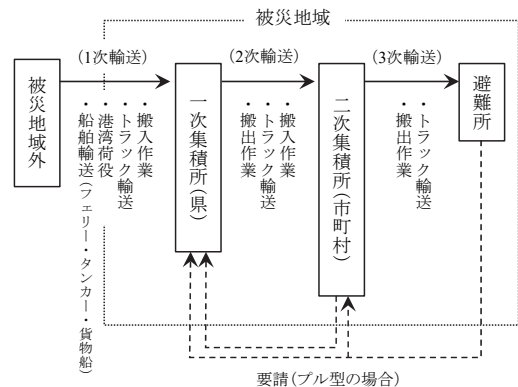 被災地域
(1次輸送)
(2次輸送)
(3次輸送)
被災地域外
・搬入作業
・トラック輸送
・港湾荷役
・船舶輸送(フェリー・タンカー・貨物船)
一次集積所(県)
・搬入作業
・トラック輸送
・搬出作業
二次集積所(市町村)
・トラック輸送
・搬出作業
避難所
要請(プル型の場合)